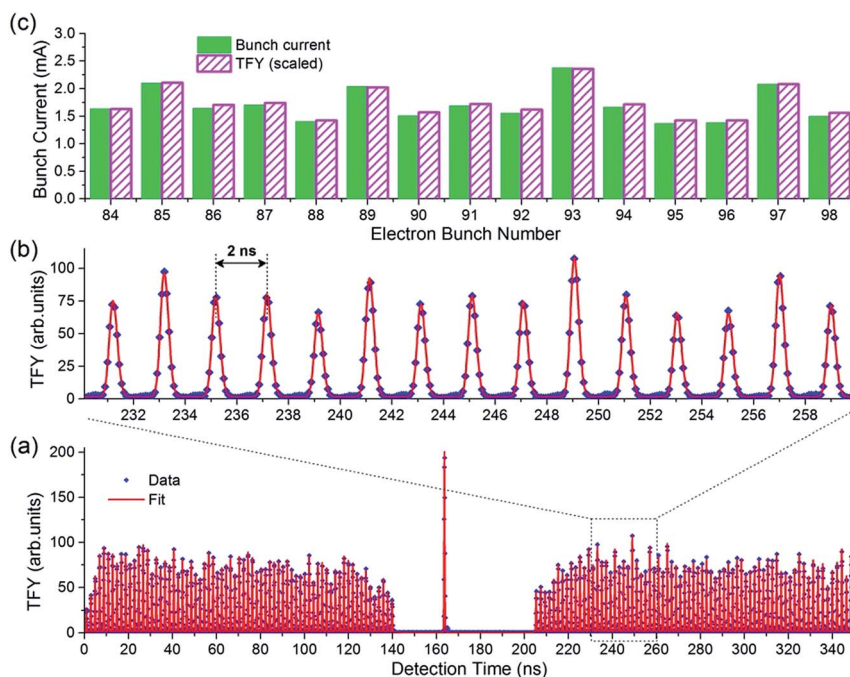 (c)
Bunch Current (mA)
3.0
2.5
2.0
1.5
1.0
0.5
0.0
Bunch current
TFY (scaled)
84 85 86 87 88 89 90 91 92 93 94 95 96 97 98
Electron Bunch Number
(b)
TFY (arb.units)
100
75
50
25
0
2 ns
232 234 236 238 240 242 244 246 248 250 252 254 256 258
(a)
TFY (arb.units)
200
150
100
50
0
Data
Fit
0 20 40 60 80 100 120 140 160 180 200 220 240 260 280 300 320 340
Detection Time (ns)